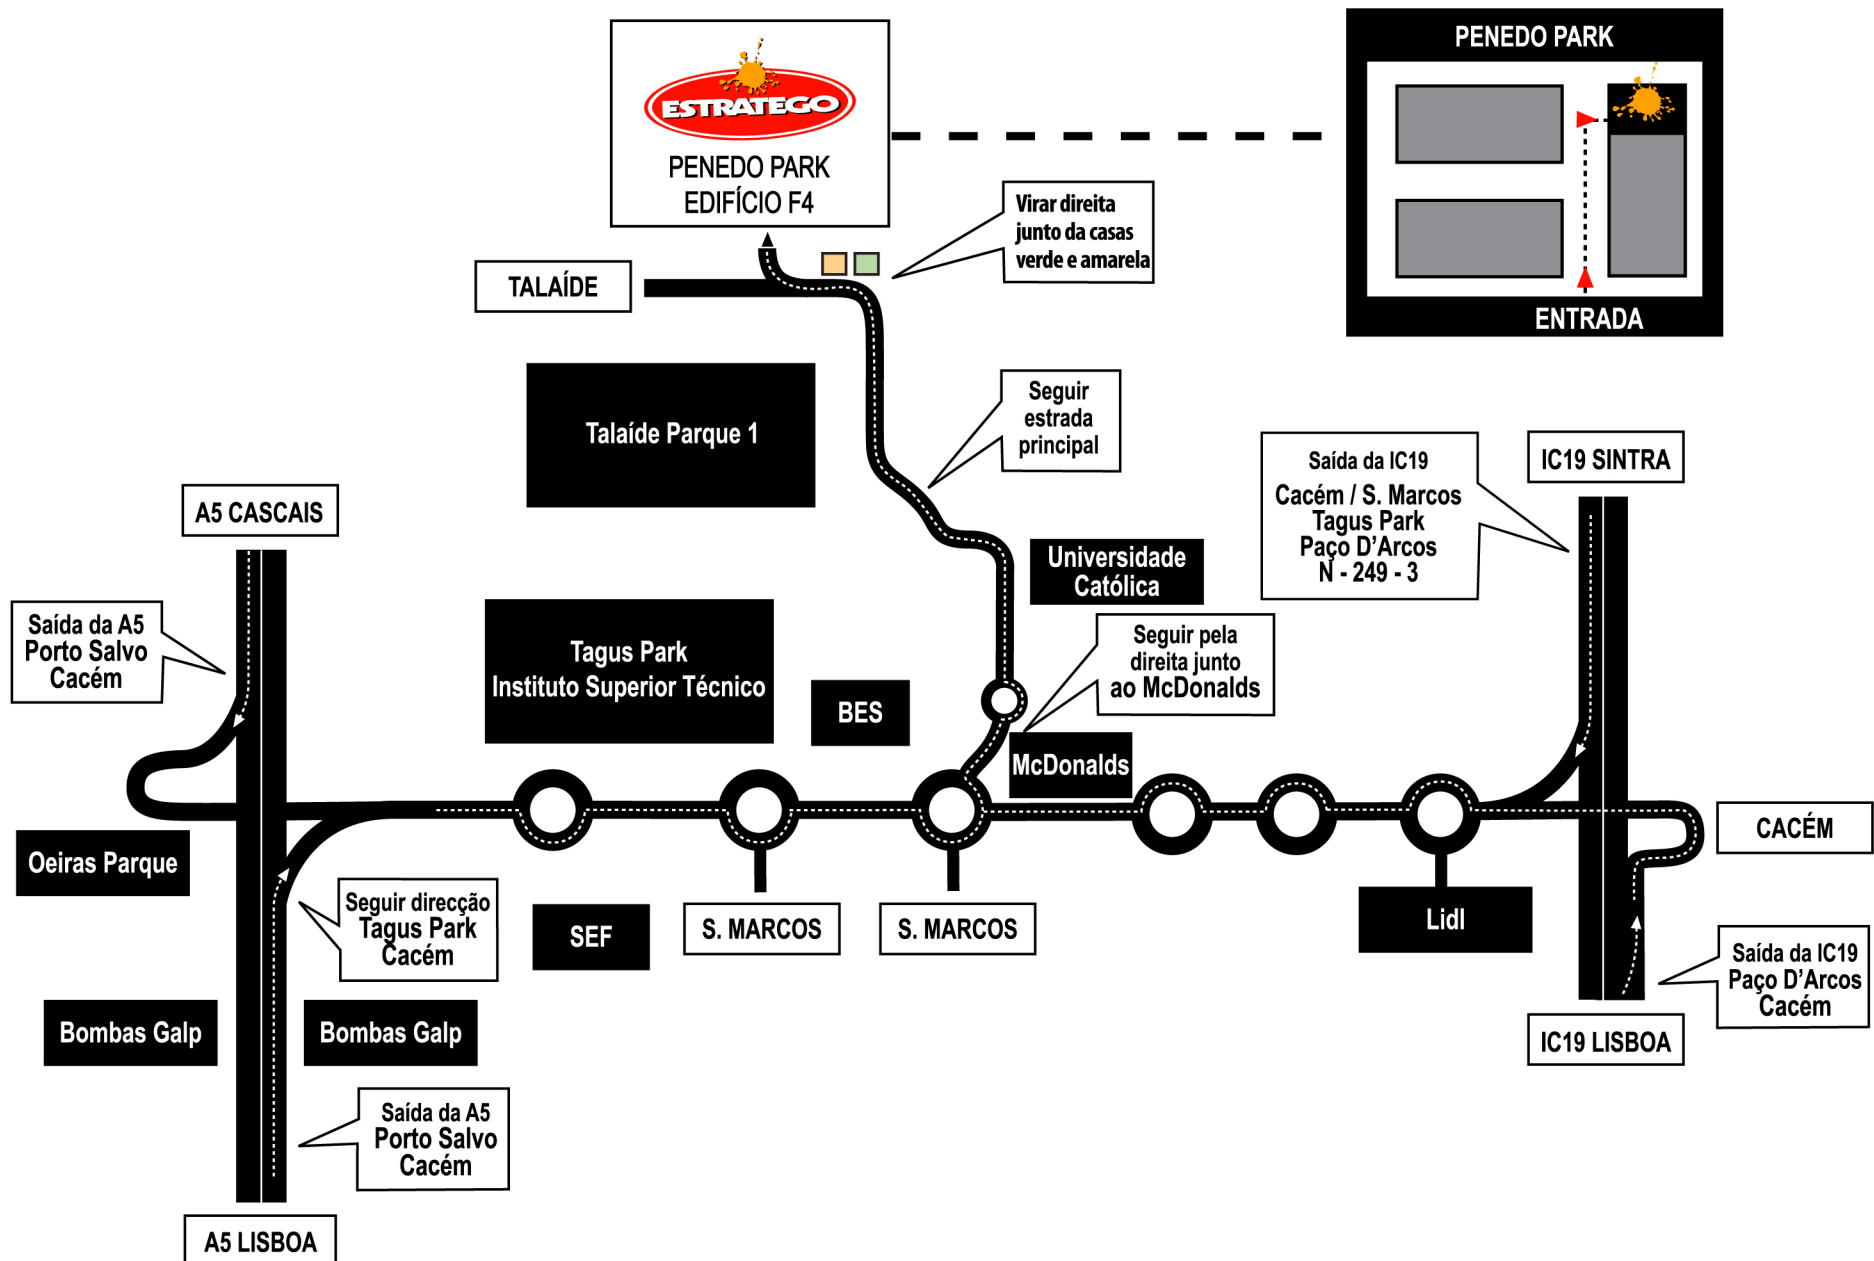 ESTRATEGO
PENEDO PARK
EDIFÍCIO F4
PENEDO PARK
ENTRADA
Virar direita
junto da casas
verde e amarela
TALAÍDE
Talaíde Parque 1
Seguir
estrada
principal
Saída da IC19
Cacém / S. Marcos
Tagus Park
Paço D'Arcos
N - 249 - 3
IC19 SINTRA
A5 CASCAIS
Universidade
Católica
Saída da A5
Porto Salvo
Cacém
Tagus Park
Instituto Superior Técnico
BES
Seguir pela
direita junto
ao McDonalds
McDonalds
CACÉM
Oeiras Parque
Seguir direcção
Tagus Park
Cacém
SEF
S. MARCOS
S. MARCOS
Lidl
Saída da IC19
Paço D'Arcos
Cacém
Bombas Galp
Bombas Galp
IC19 LISBOA
Saída da A5
Porto Salvo
Cacém
A5 LISBOA